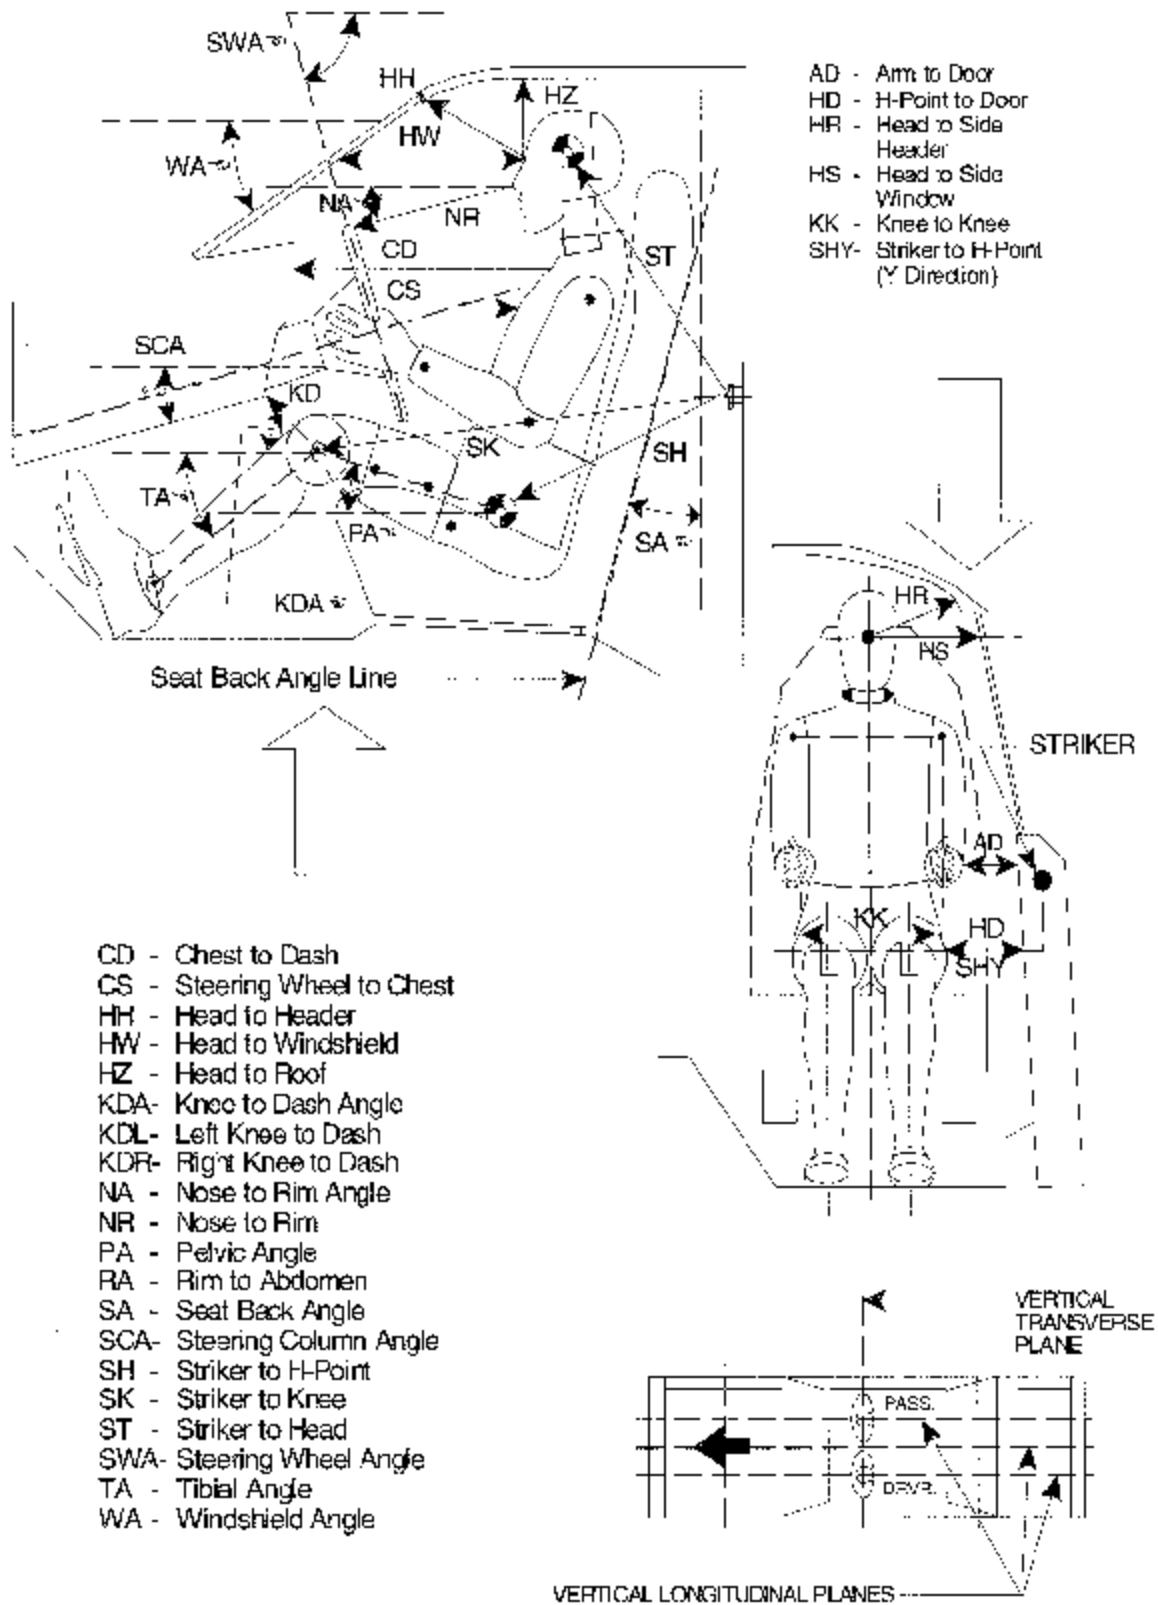 SWA
HH
HZ
HW
WA
NA
NR
CD
CS
ST
SCA
KD
SK
SH
TA
PA
SA
KDA
Seat Back Angle Line
AD - Arm to Door
HD - H-Point to Door
HR - Head to Side
Header
HS - Head to Side
Window
KK - Knee to Knee
SHY- Striker to H-Point
(Y Direction)
HR
HS
STRIKER
AD
KK
HD
SHY
CD - Chest to Dash
CS - Steering Wheel to Chest
HH - Head to Header
HW - Head to Windshield
HZ - Head to Roof
KDA- Knee to Dash Angle
KDL- Left Knee to Dash
KDR- Right Knee to Dash
NA - Nose to Rim Angle
NR - Nose to Rim
PA - Pelvic Angle
RA - Rim to Abdomen
SA - Seat Back Angle
SCA- Steering Column Angle
SH - Striker to H-Point
SK - Striker to Knee
ST - Striker to Head
SWA- Steering Wheel Angle
TA - Tibial Angle
WA - Windshield Angle
VERTICAL
TRANSVERSE
PLANE
PASS.
DRVR.
VERTICAL LONGITUDINAL PLANES